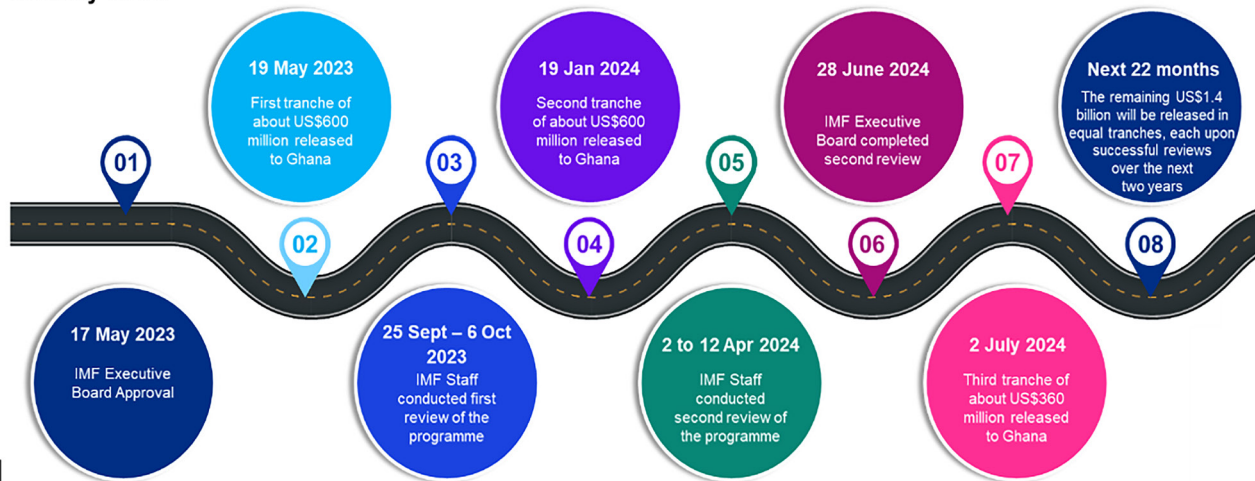 01
17 May 2023
IMF Executive
Board Approval
19 May 2023
First tranche of
about US$600
million released
to Ghana
02
03
25 Sept – 6 Oct
2023
IMF Staff
conducted first
review of the
programme
19 Jan 2024
Second tranche
of about US$600
million released
to Ghana
04
05
2 to 12 Apr 2024
IMF Staff
conducted
second review of
the programme
28 June 2024
IMF Executive
Board completed
second review
06
07
2 July 2024
Third tranche of
about US$360
million released
to Ghana
Next 22 months
The remaining US$1.4
billion will be released in
equal tranches, each upon
successful reviews
over the next
two years
08